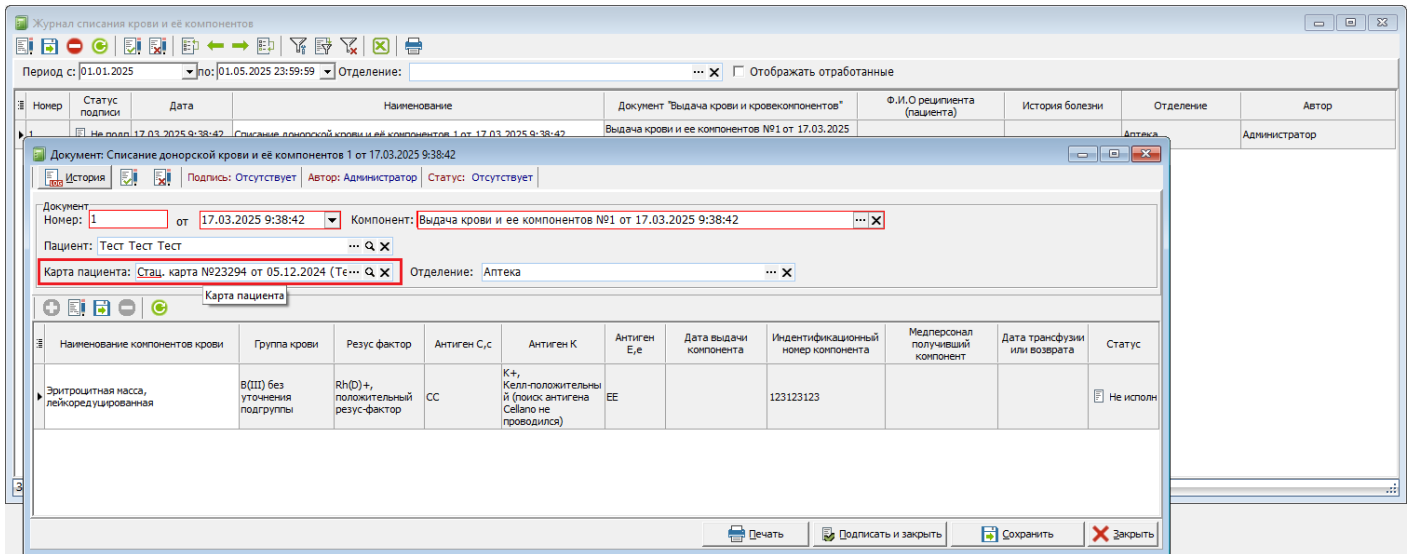 Журнал списания крови и её компонентов
Период с: 01.01.2025 по: 01.05.2025 23:59:59 Отделение: Отображать отработанные
Номер Статус подписи Дата Наименование Документ "Выдача крови и кровекомпонентов" Ф.И.О реципиента (пациента) История болезни Отделение Автор
1 Не подп 17.03.2025 9:38:42 Списание донорской крови и её компонентов 1 от 17.03.2025 9:38:42 Выдача крови и ее компонентов №1 от 17.03.2025 Аптека Администратор
Документ: Списание донорской крови и её компонентов 1 от 17.03.2025 9:38:42
История Подпись: Отсутствует Автор: Администратор Статус: Отсутствует
Документ
Номер: 1 от 17.03.2025 9:38:42 Компонент: Выдача крови и ее компонентов №1 от 17.03.2025 9:38:42
Пациент: Тест Тест Тест
Карта пациента: Стац. карта №23294 от 05.12.2024 (Те Отделение: Аптека
Карта пациента
Наименование компонентов крови Группа крови Резус фактор Антиген C,c Антиген K Антиген E,e Дата выдачи компонента Индентификационный номер компонента Медперсонал получивший компонент Дата трансфузии или возврата Статус
Эритроцитная масса, лейкоредуцированная B(III) без уточнения подгруппы Rh(D)+, положительный резус-фактор CC K+, Келл-положительный (поиск антигена Cellano не проводился) EE 123123123 Не исполн
3
Печать Подписать и закрыть Сохранить Закрыть